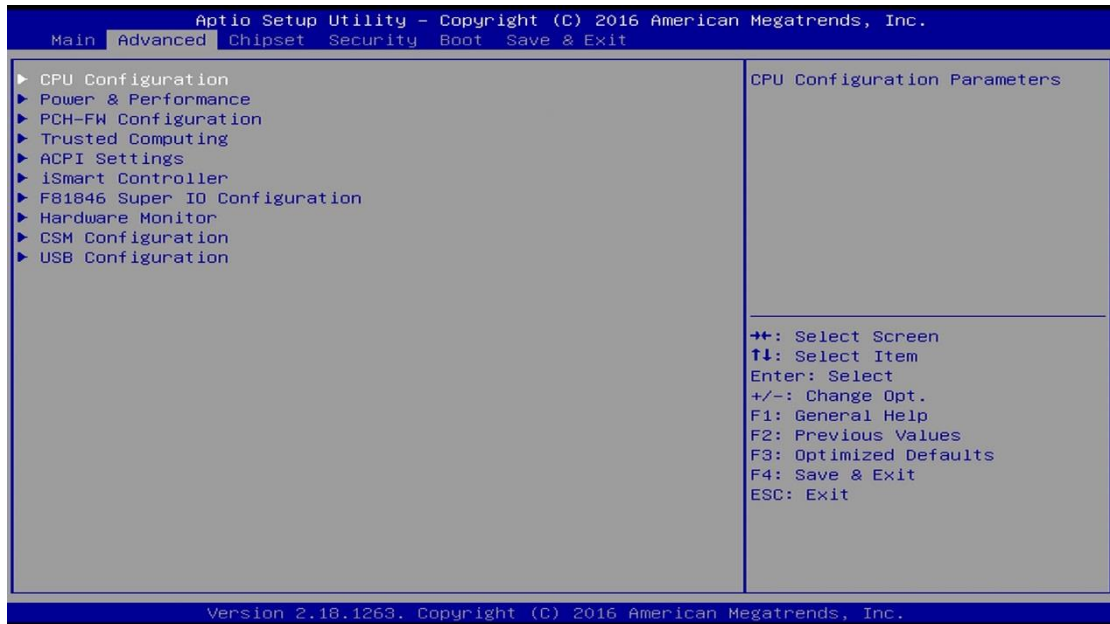 Aptio Setup Utility – Copyright (C) 2016 American Megatrends, Inc.
Main Advanced Chipset Security Boot Save & Exit
► CPU Configuration
► Power & Performance
► PCH-FW Configuration
► Trusted Computing
► ACPI Settings
► iSmart Controller
► F81846 Super IO Configuration
► Hardware Monitor
► CSM Configuration
► USB Configuration
CPU Configuration Parameters
→←: Select Screen
↑↓: Select Item
Enter: Select
+/-: Change Opt.
F1: General Help
F2: Previous Values
F3: Optimized Defaults
F4: Save & Exit
ESC: Exit
Version 2.18.1263. Copyright (C) 2016 American Megatrends, Inc.